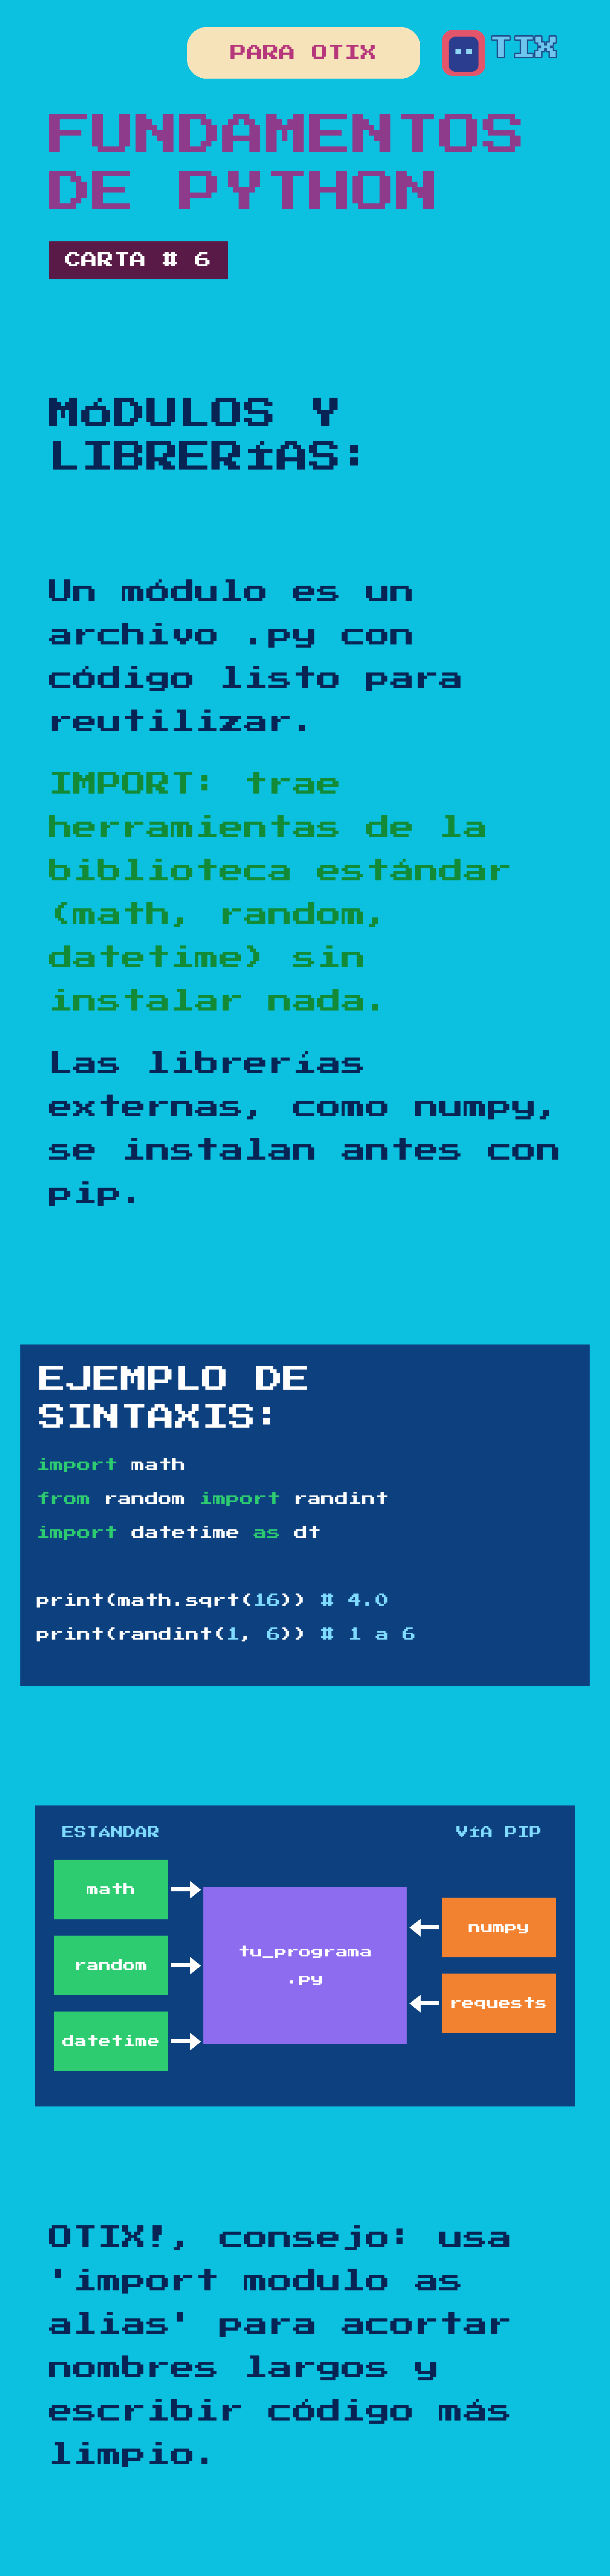 PARA OTIX
TIX
FUNDAMENTOS
DE PYTHON
CARTA # 6
MóDULOS Y
LIBRERíAS:
Un módulo es un
archivo .py con
código listo para
reutilizar.
IMPORT: trae
herramientas de la
biblioteca estándar
(math, random,
datetime) sin
instalar nada.
Las librerías
externas, como numpy,
se instalan antes con
pip.
EJEMPLO DE
SINTAXIS:
import math
from random import randint
import datetime as dt
print(math.sqrt(16)) # 4.0
print(randint(1, 6)) # 1 a 6
ESTáNDAR
VíA PIP
math
random
datetime
tu_programa
.py
numpy
requests
OTIX!, consejo: usa
'import modulo as
alias' para acortar
nombres largos y
escribir código más
limpio.